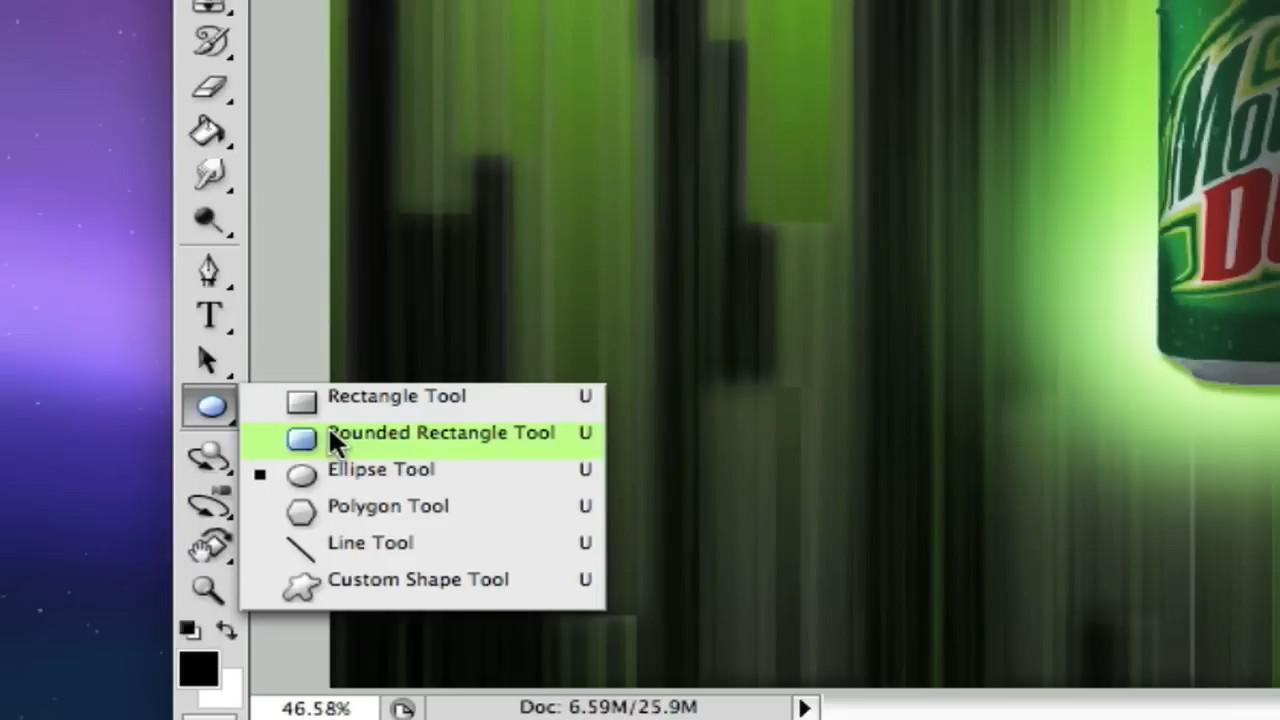 Rectangle Tool U
Rounded Rectangle Tool U
Ellipse Tool U
Polygon Tool U
Line Tool U
Custom Shape Tool U
46.58% Doc: 6.59M/25.9M